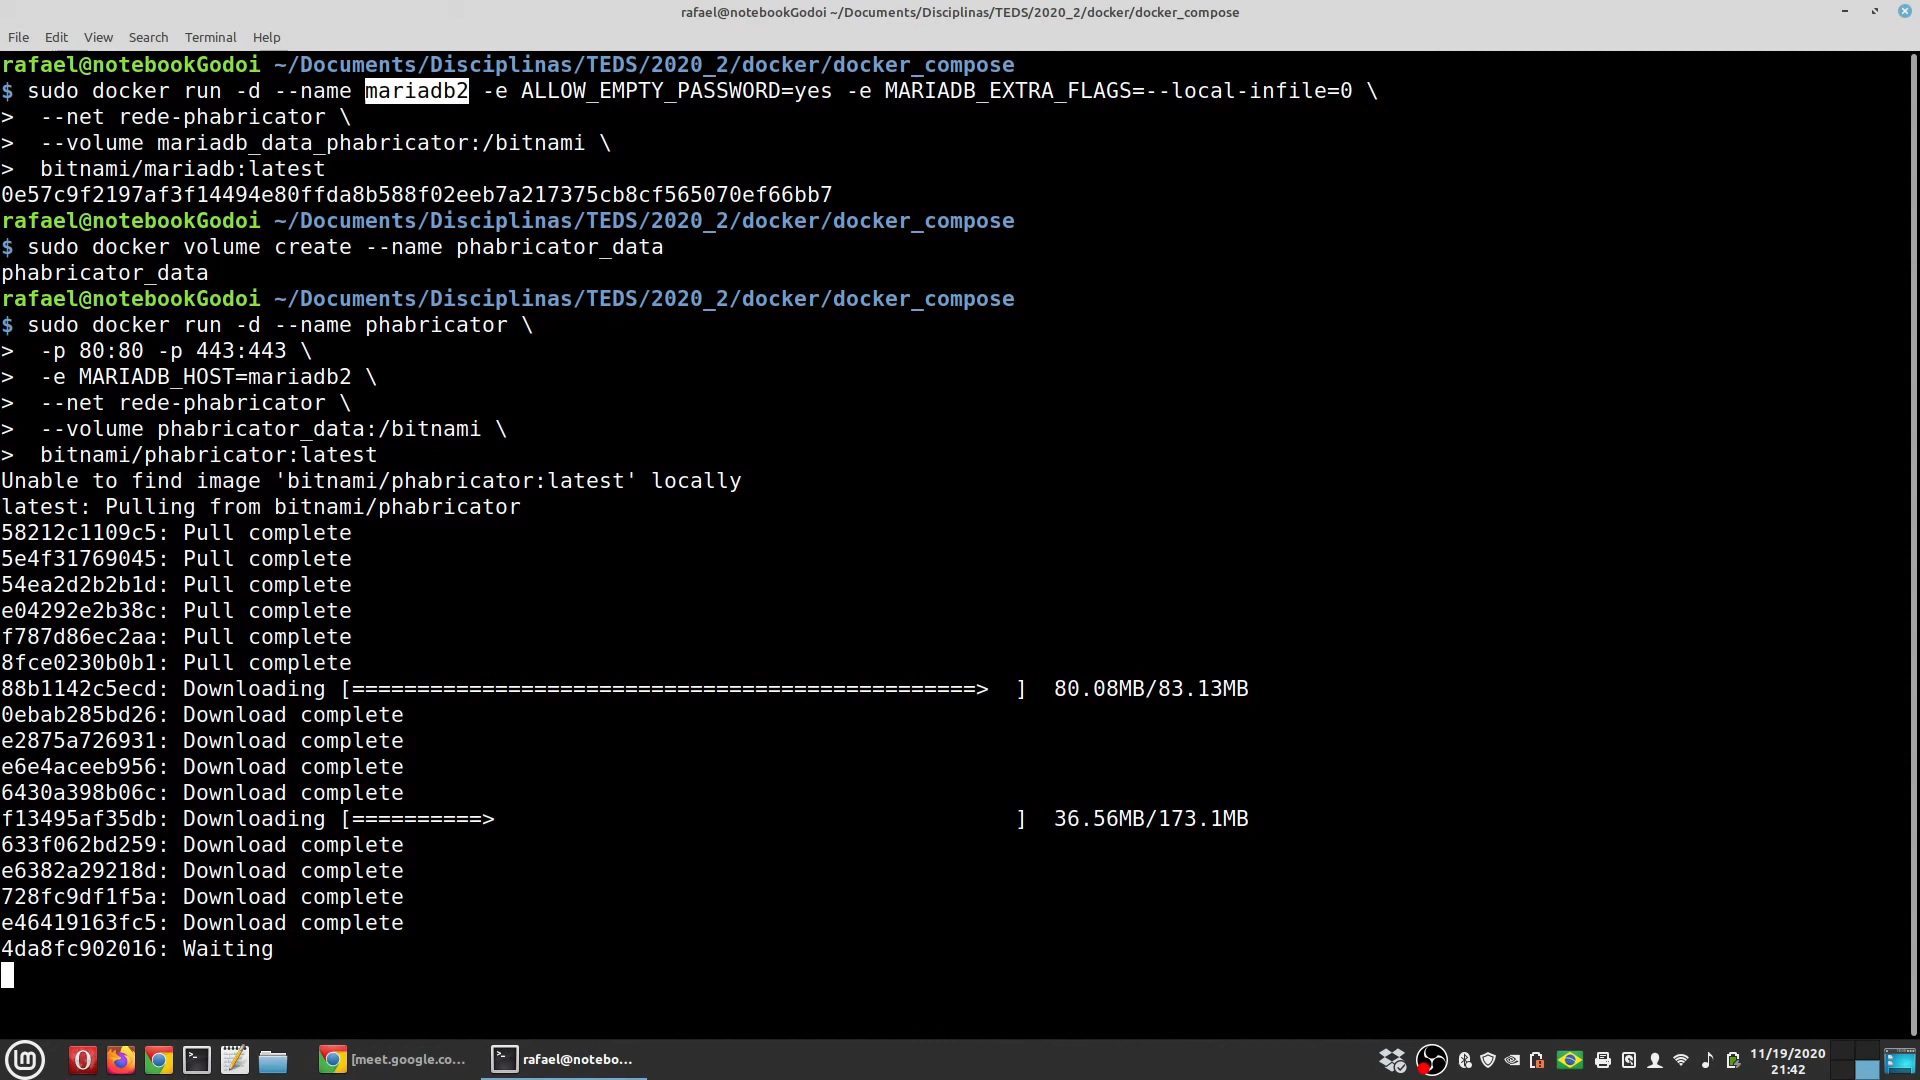 rafael@notebookGodoi ~/Documents/Disciplinas/TEDS/2020_2/docker/docker_compose
File Edit View Search Terminal Help
rafael@notebookGodoi ~/Documents/Disciplinas/TEDS/2020_2/docker/docker_compose
$ sudo docker run -d --name mariadb2 -e ALLOW_EMPTY_PASSWORD=yes -e MARIADB_EXTRA_FLAGS=--local-infile=0 \
>  --net rede-phabricator \
>  --volume mariadb_data_phabricator:/bitnami \
>  bitnami/mariadb:latest
0e57c9f2197af3f14494e80ffda8b588f02eeb7a217375cb8cf565070ef66bb7
rafael@notebookGodoi ~/Documents/Disciplinas/TEDS/2020_2/docker/docker_compose
$ sudo docker volume create --name phabricator_data
phabricator_data
rafael@notebookGodoi ~/Documents/Disciplinas/TEDS/2020_2/docker/docker_compose
$ sudo docker run -d --name phabricator \
>  -p 80:80 -p 443:443 \
>  -e MARIADB_HOST=mariadb2 \
>  --net rede-phabricator \
>  --volume phabricator_data:/bitnami \
>  bitnami/phabricator:latest
Unable to find image 'bitnami/phabricator:latest' locally
latest: Pulling from bitnami/phabricator
58212c1109c5: Pull complete
5e4f31769045: Pull complete
54ea2d2b2b1d: Pull complete
e04292e2b38c: Pull complete
f787d86ec2aa: Pull complete
8fce0230b0b1: Pull complete
88b1142c5ecd: Downloading [================================================>  ]  80.08MB/83.13MB
0ebab285bd26: Download complete
e2875a726931: Download complete
e6e4aceeb956: Download complete
6430a398b06c: Download complete
f13495af35db: Downloading [==========>                                        ]  36.56MB/173.1MB
633f062bd259: Download complete
e6382a29218d: Download complete
728fc9df1f5a: Download complete
e46419163fc5: Download complete
4da8fc902016: Waiting
[meet.google.co... rafael@notebo... 11/19/2020
21:42